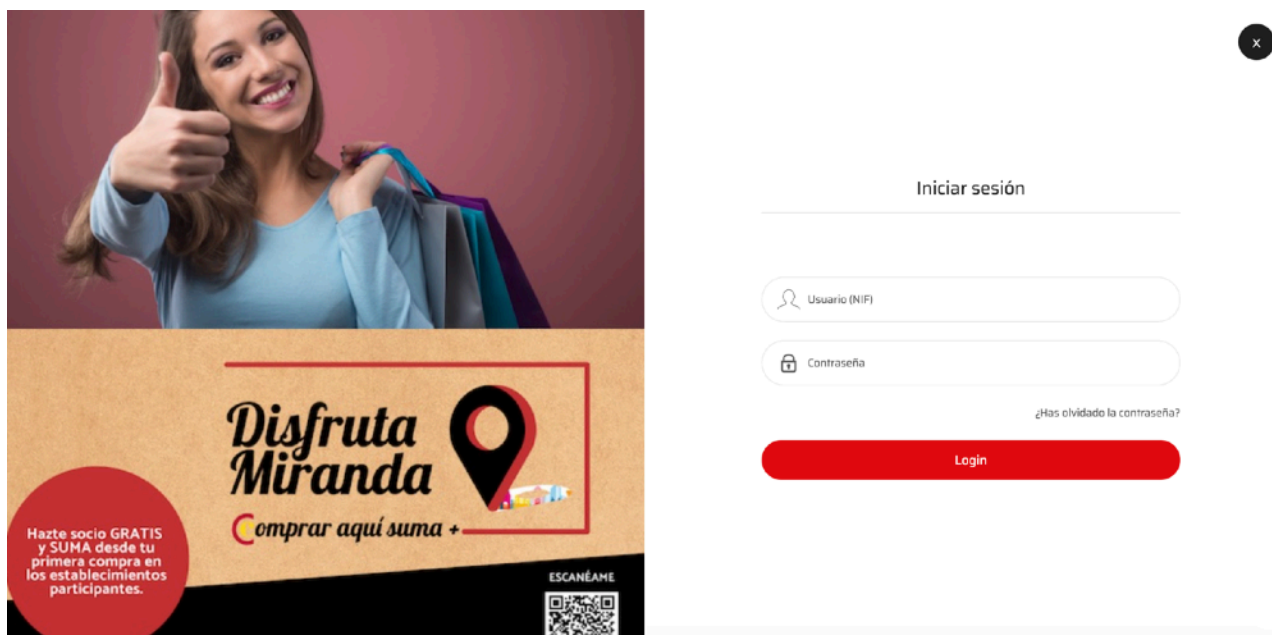 Disfruta
Miranda
Comprar aquí suma +
Hazte socio GRATIS
y SUMA desde tu
primera compra en
los establecimientos
participantes.
ESCANÉAME
x
Iniciar sesión
Usuario (NIF)
Contraseña
¿Has olvidado la contraseña?
Login